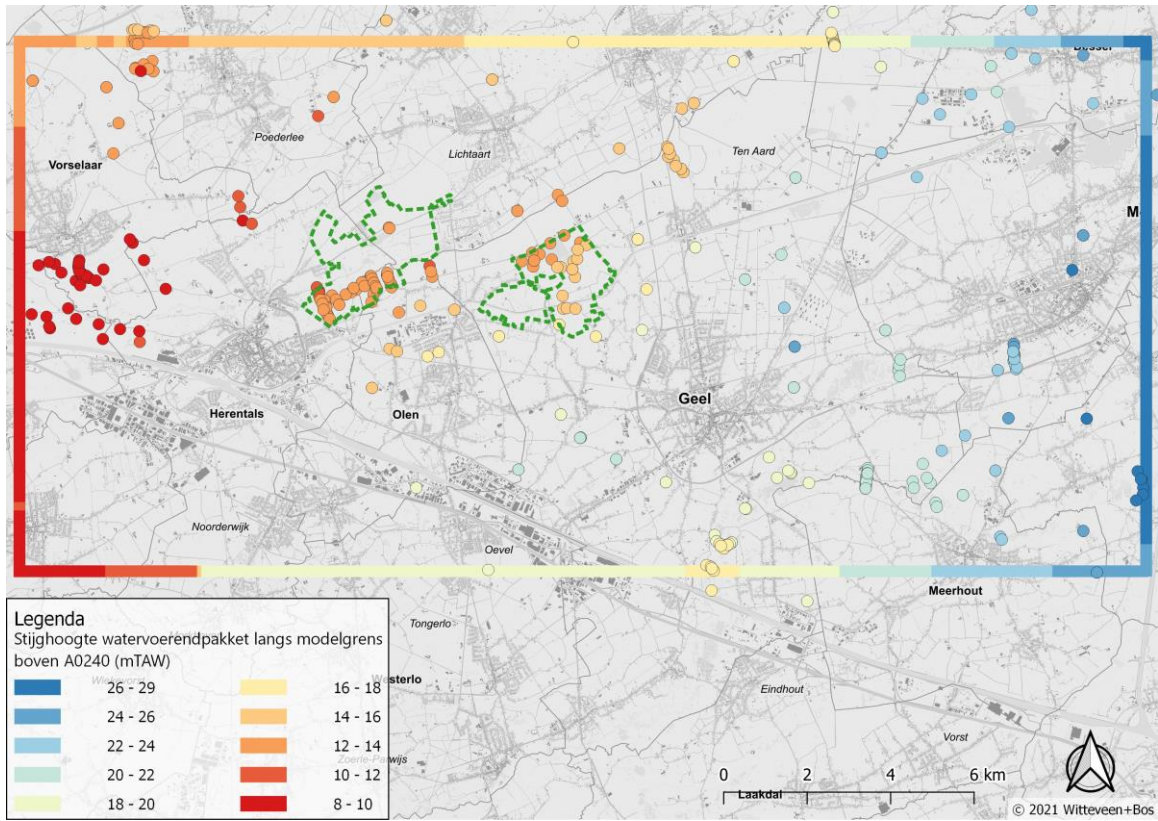 Dessel
Poederlee
Lichtaart
Ten Aard
Vorselaar
M
Herentals
Olen
Geel
Noorderwijk
Oevel
Meerhout
Tongerlo
Westerlo
Eindhout
Vorst
Zoerle-Parwijs
Laakdal
Legenda
Stijghoogte watervoerendpakket langs modelgrens
boven A0240 (mTAW)
26 - 29
24 - 26
22 - 24
20 - 22
18 - 20
16 - 18
14 - 16
12 - 14
10 - 12
8 - 10
0 2 4 6 km
© 2021 Witteveen+Bos